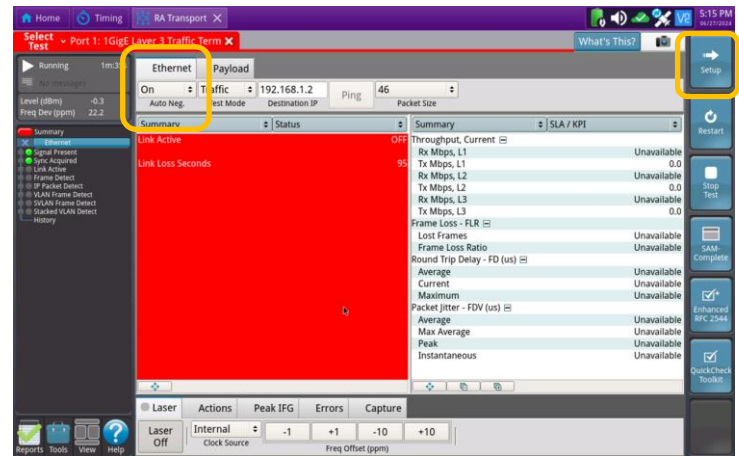 Home
Timing
RA Transport
V2
5:15 PM
06/27/2024
Select
Test
Port 1: 1GigE Layer 3 Traffic Term
What's This?
Running
1m:35
No messages
Level (dBm) -0.3
Freq Dev (ppm) 22.2
Summary
Ethernet
Signal Present
Sync Acquired
Link Active
Frame Detect
IP Packet Detect
VLAN Frame Detect
SVLAN Frame Detect
Stacked VLAN Detect
History
Ethernet
Payload
On
Auto Neg.
Traffic
Test Mode
192.168.1.2
Destination IP
Ping
46
Packet Size
Summary
Status
Link Active OFF
Link Loss Seconds 95
Summary
SLA / KPI
Throughput, Current
Rx Mbps, L1 Unavailable
Tx Mbps, L1 0.0
Rx Mbps, L2 Unavailable
Tx Mbps, L2 0.0
Rx Mbps, L3 Unavailable
Tx Mbps, L3 0.0
Frame Loss - FLR
Lost Frames Unavailable
Frame Loss Ratio Unavailable
Round Trip Delay - FD (us)
Average Unavailable
Current Unavailable
Maximum Unavailable
Packet Jitter - FDV (us)
Average Unavailable
Max Average Unavailable
Peak Unavailable
Instantaneous Unavailable
Laser
Actions
Peak IFG
Errors
Capture
Laser
Off
Internal
Clock Source
-1
+1
-10
+10
Freq Offset (ppm)
Reports
Tools
View
Help
Setup
Restart
Stop
Test
SAM-
Complete
Enhanced
RFC 2544
QuickCheck
Toolkit